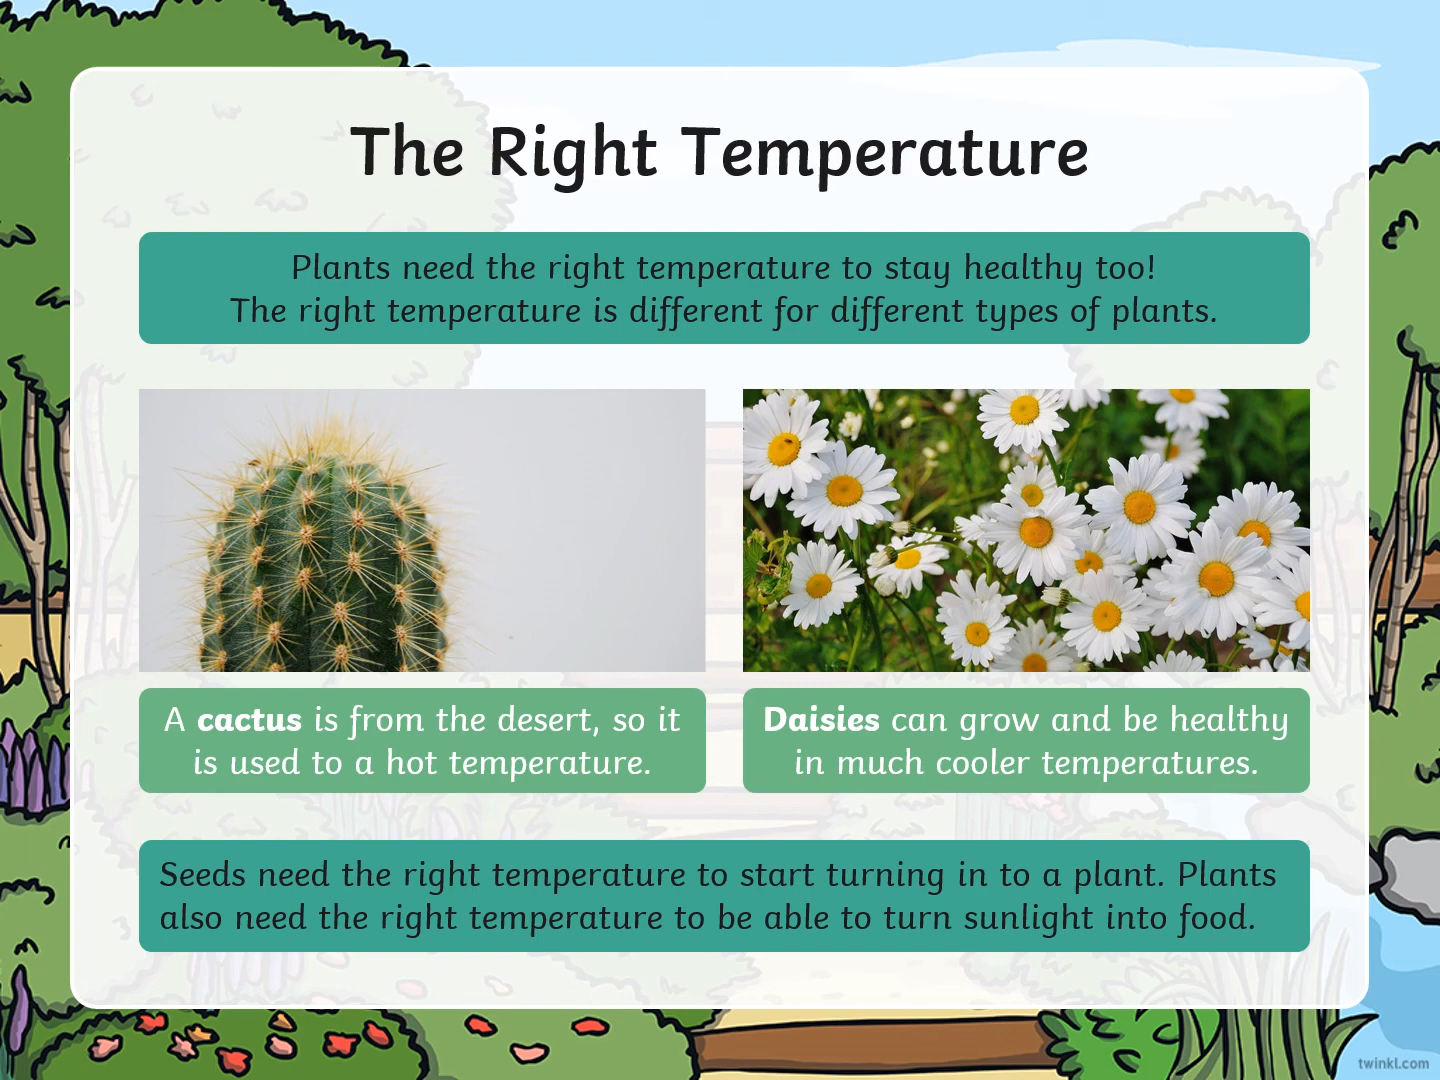 The Right Temperature
Plants need the right temperature to stay healthy too!
The right temperature is different for different types of plants.
A cactus is from the desert, so it
is used to a hot temperature.
Daisies can grow and be healthy
in much cooler temperatures.
Seeds need the right temperature to start turning in to a plant. Plants
also need the right temperature to be able to turn sunlight into food.
twinkl.com